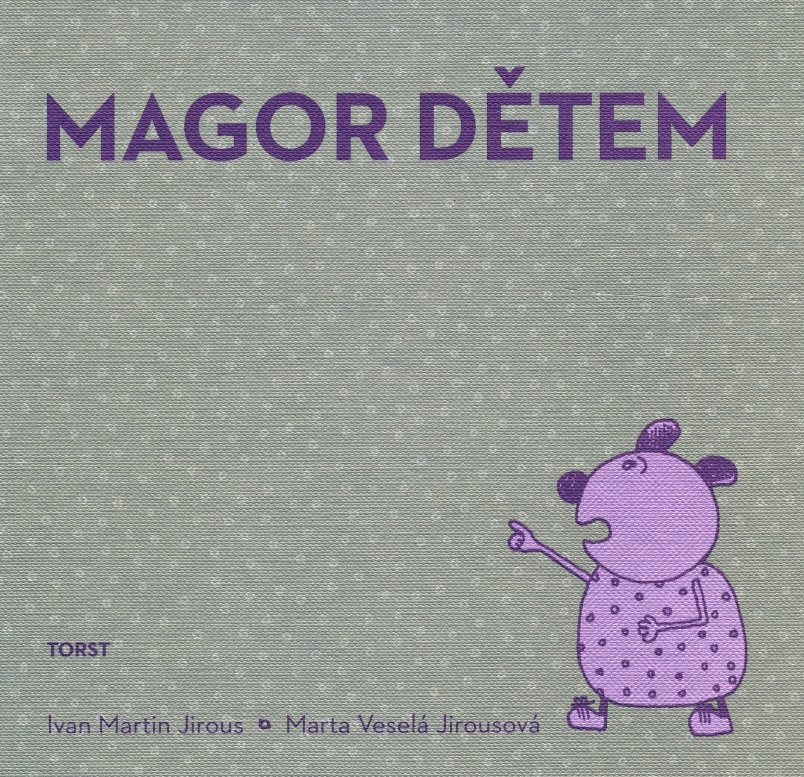 MAGOR DĚTEM
TORST
Ivan Martin Jirous • Marta Veselá Jirousová